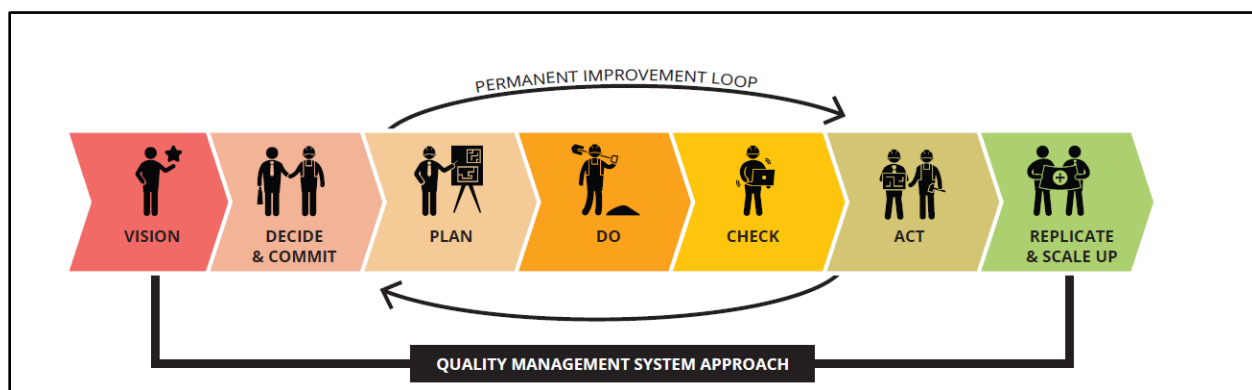 PERMANENT IMPROVEMENT LOOP
VISION
DECIDE
& COMMIT
PLAN
DO
CHECK
ACT
REPLICATE
& SCALE UP
QUALITY MANAGEMENT SYSTEM APPROACH